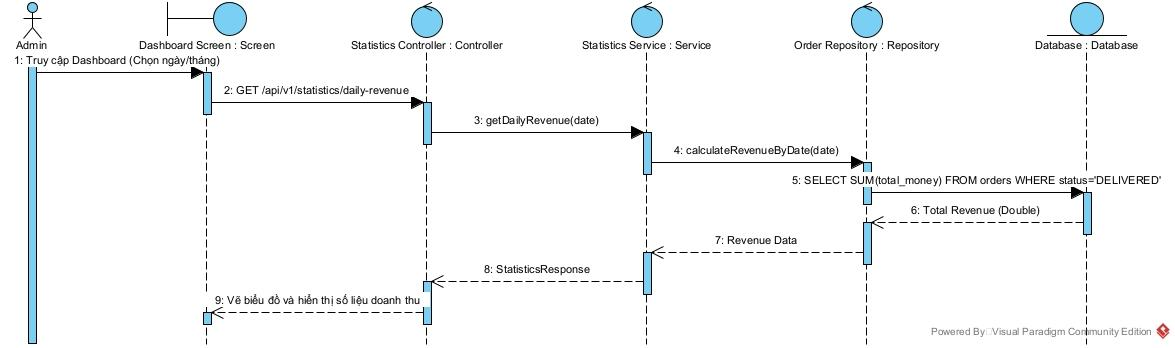 Admin
Dashboard Screen : Screen
Statistics Controller : Controller
Statistics Service : Service
Order Repository : Repository
Database : Database
1: Truy cập Dashboard (Chọn ngày/tháng)
2: GET /api/v1/statistics/daily-revenue
3: getDailyRevenue(date)
4: calculateRevenueByDate(date)
5: SELECT SUM(total_money) FROM orders WHERE status='DELIVERED'
6: Total Revenue (Double)
7: Revenue Data
8: StatisticsResponse
9: Vẽ biểu đồ và hiển thị số liệu doanh thu
Powered By Visual Paradigm Community Edition